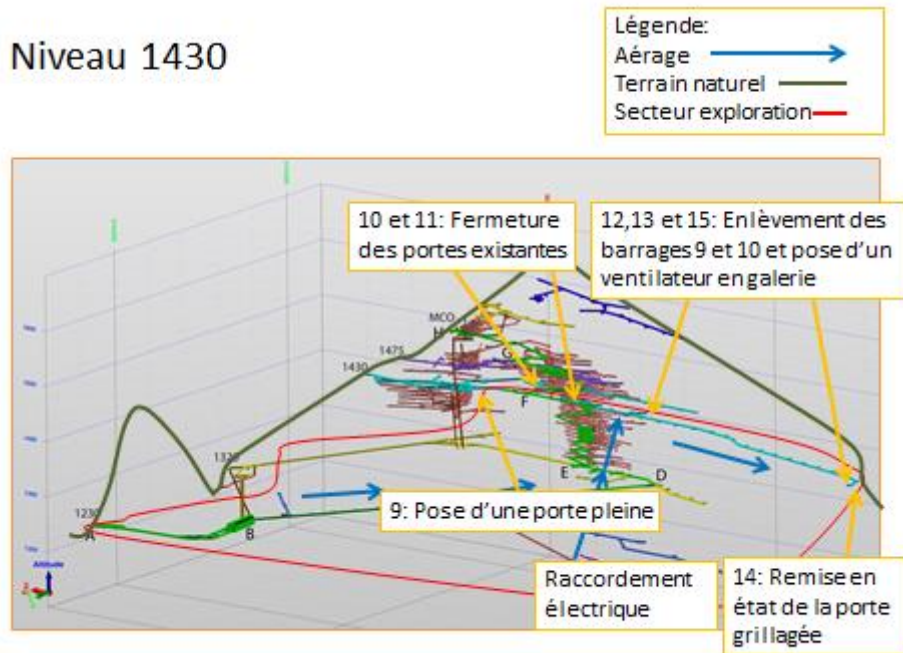 Niveau 1430
Légende:
Aérage
Terrain naturel
Secteur exploration
10 et 11: Fermeture
des portes existantes
12,13 et 15: Enlèvement des
barrages 9 et 10 et pose d'un
ventilateur en galerie
MCO
H
1475
G
1430
F
1320
E
D
9: Pose d'une porte pleine
1230
A
B
Raccordement
électrique
14: Remise en
état de la porte
grillagée
Altitude